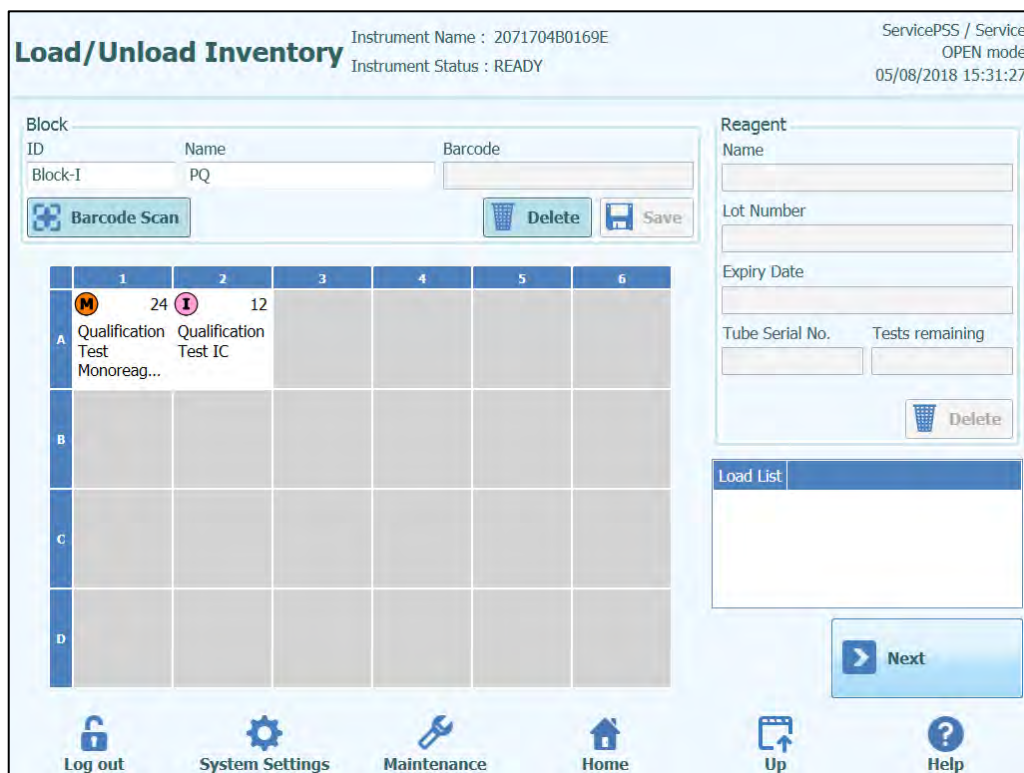 Load/Unload Inventory
Instrument Name : 2071704B0169E
Instrument Status : READY
ServicePSS / Service
OPEN mode
05/08/2018 15:31:27
Block
ID Name Barcode
Block-I PQ
Barcode Scan Delete Save
Reagent
Name
Lot Number
Expiry Date
Tube Serial No. Tests remaining
Delete
1 2 3 4 5 6
A
M 24 I 12
Qualification Test Monoreag...
Qualification Test IC
B
C
D
Load List
Next
Log out System Settings Maintenance Home Up Help